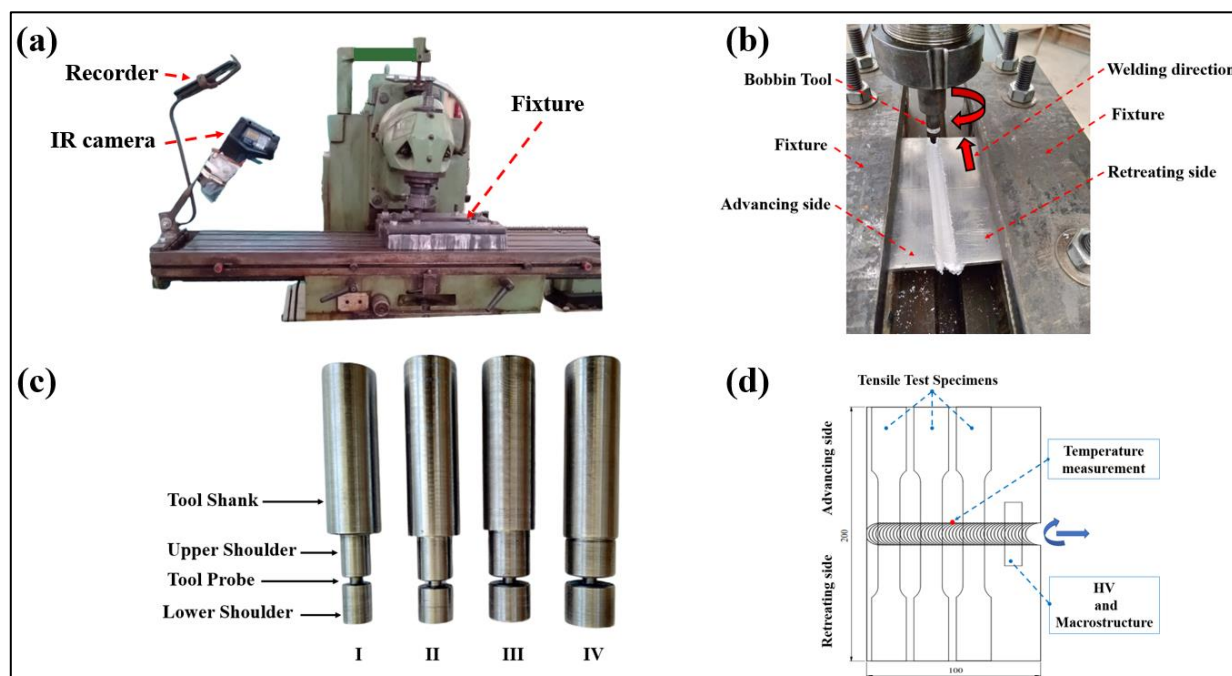 (a)
Recorder
IR camera
Fixture
(b)
Bobbin Tool
Welding direction
Fixture
Fixture
Retreating side
Advancing side
(c)
Tool Shank
Upper Shoulder
Tool Probe
Lower Shoulder
I II III IV
(d)
Tensile Test Specimens
Advancing side
Temperature
measurement
200
Retreating side
HV
and
Macrostructure
100